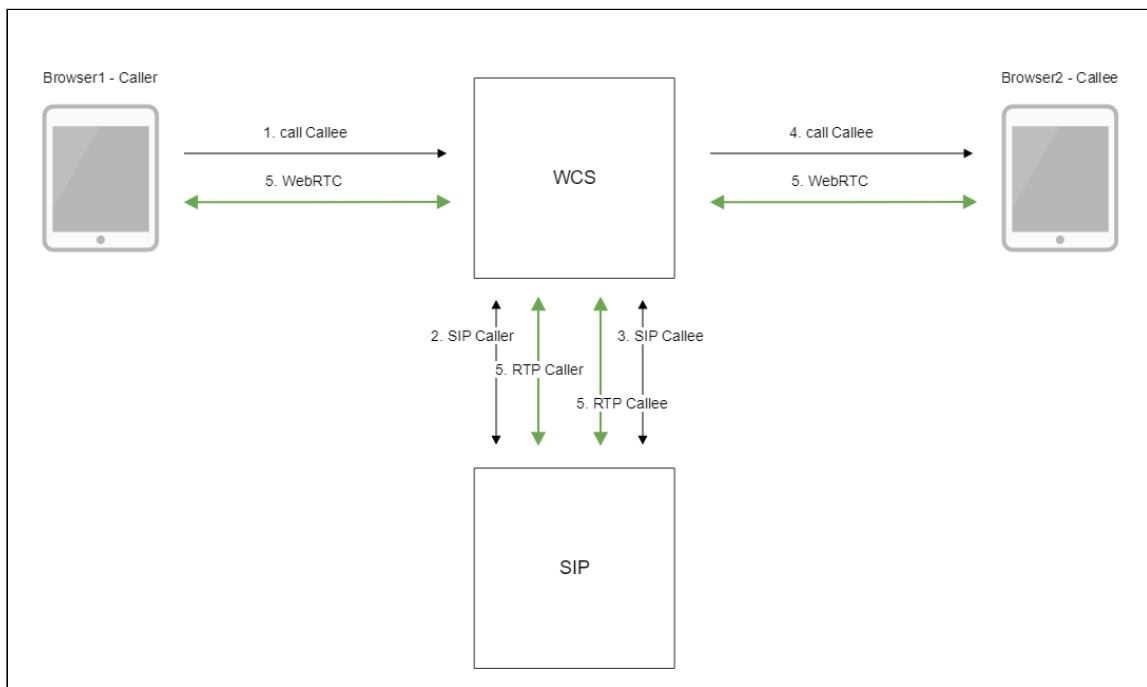 Browser1 - Caller
Browser2 - Callee
1. call Callee
4. call Callee
5. WebRTC
WCS
5. WebRTC
2. SIP Caller
3. SIP Callee
5. RTP Caller
5. RTP Callee
SIP